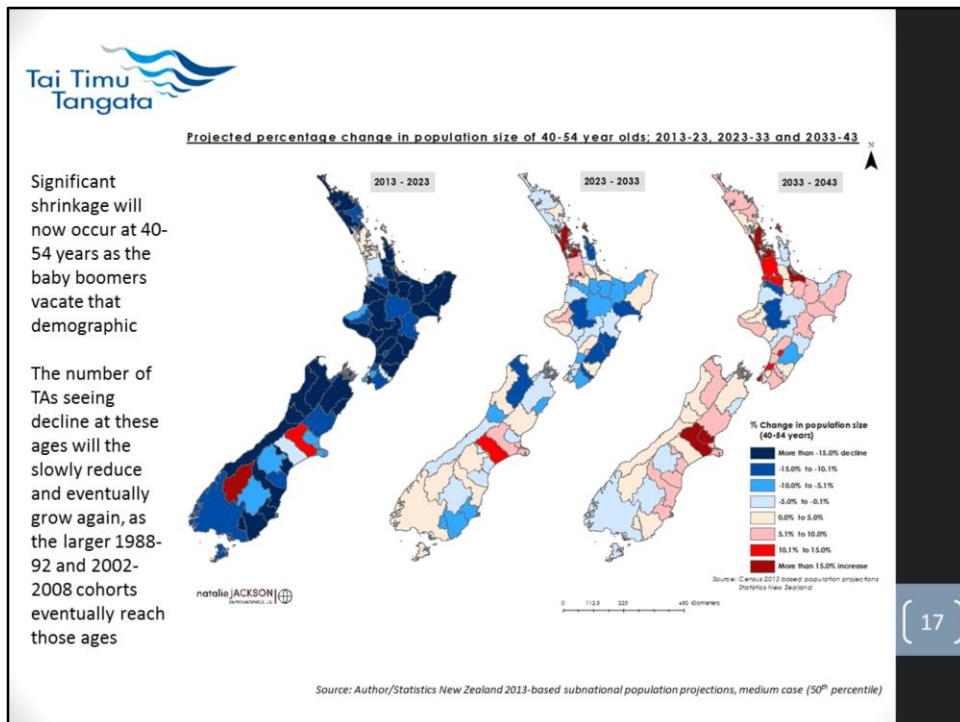 Tai Timu
Tangata
Projected percentage change in population size of 40-54 year olds; 2013-23, 2023-33 and 2033-43
N
Significant
shrinkage will
now occur at 40-
54 years as the
baby boomers
vacate that
demographic
The number of
TAs seeing
decline at these
ages will the
slowly reduce
and eventually
grow again, as
the larger 1988-
92 and 2002-
2008 cohorts
eventually reach
those ages
2013 - 2023
2023 - 2033
2033 - 2043
% Change in population size
(40-54 years)
More than -15.0% decline
-15.0% to -10.1%
-10.0% to -5.1%
-5.0% to -0.1%
0.0% to 5.0%
5.1% to 10.0%
10.1% to 15.0%
More than 15.0% increase
Source: Census 2013 based population projections
Statistics New Zealand
natalie JACKSON
DEMOGRAPHICS LTD
0 112.5 225 450 Kilometers
17
Source: Author/Statistics New Zealand 2013-based subnational population projections, medium case (50th percentile)